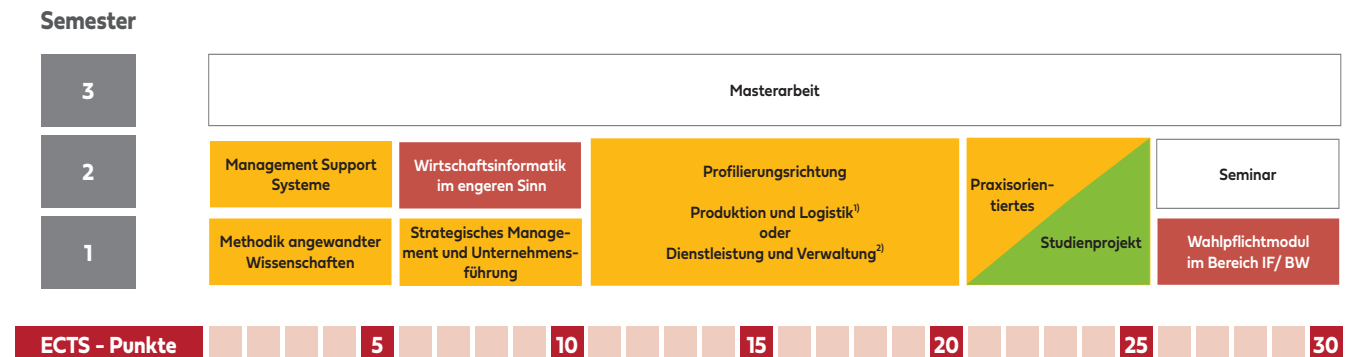 Semester
3
Masterarbeit
2
Management Support
Systeme
Wirtschaftsinformatik
im engeren Sinn
Profilierungsrichtung
Produktion und Logistik¹⁾
oder
Dienstleistung und Verwaltung²⁾
Praxisorien-
tiertes
Studienprojekt
Seminar
1
Methodik angewandter
Wissenschaften
Strategisches Manage-
ment und Unternehmens-
führung
Wahlpflichtmodul
im Bereich IF/ BW
ECTS - Punkte
5
10
15
20
25
30